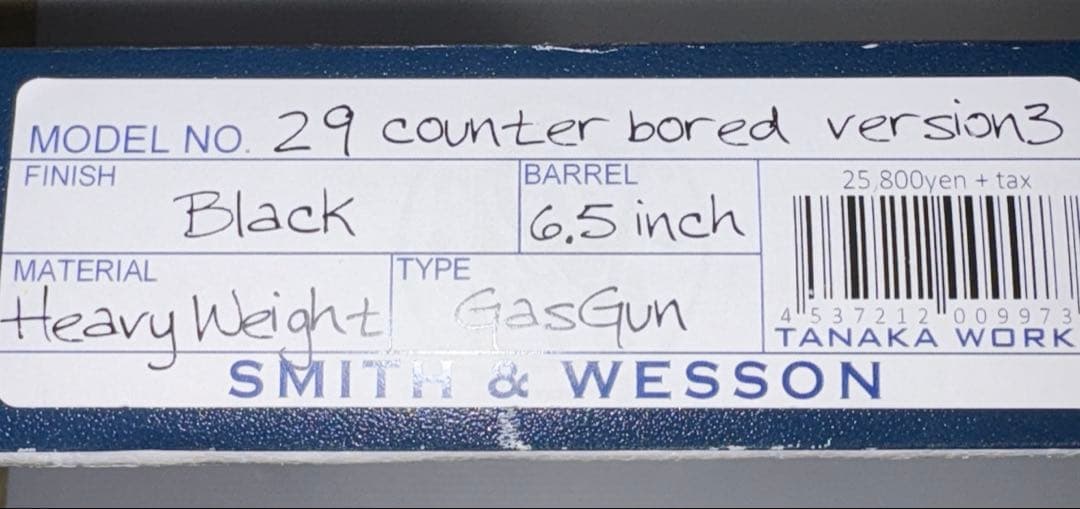 MODEL NO. 29 counter bored version3
FINISH
Black
BARREL
6.5 inch
25,800yen + tax
MATERIAL
Heavy Weight
TYPE
GasGun
4 537212 009973
TANAKA WORK
SMITH & WESSON